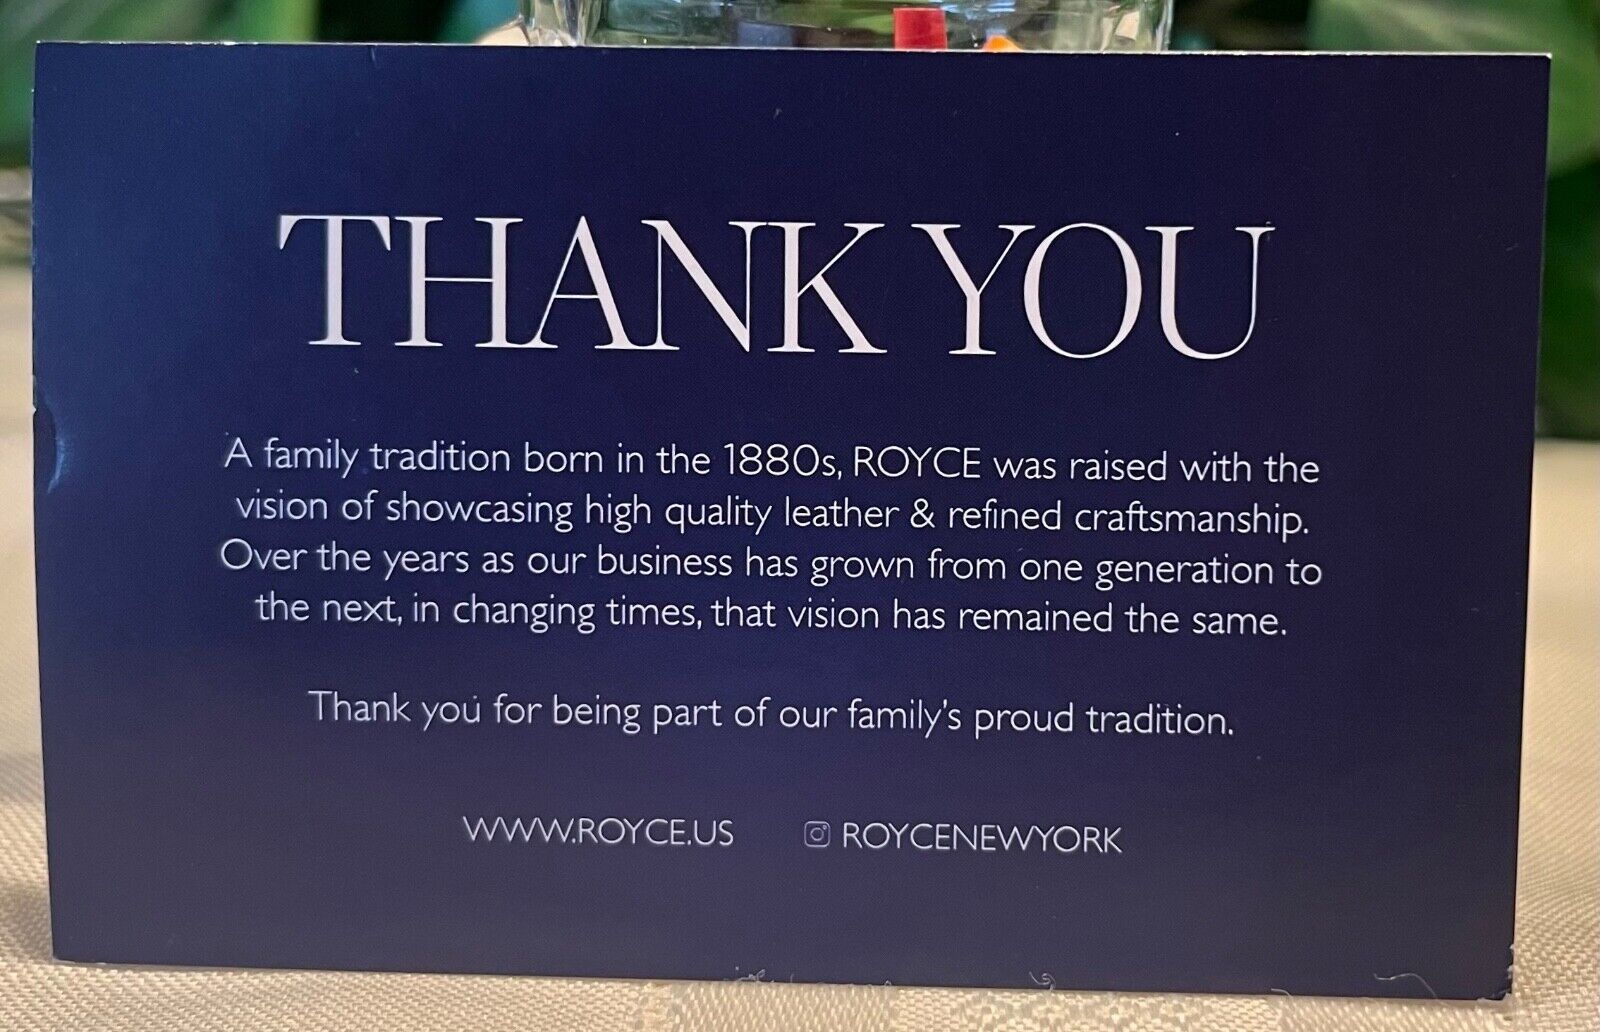 THANK YOU
A family tradition born in the 1880s, ROYCE was raised with the
vision of showcasing high quality leather & refined craftsmanship.
Over the years as our business has grown from one generation to
the next, in changing times, that vision has remained the same.
Thank you for being part of our family's proud tradition.
WWW.ROYCE.US ROYCENEWYORK